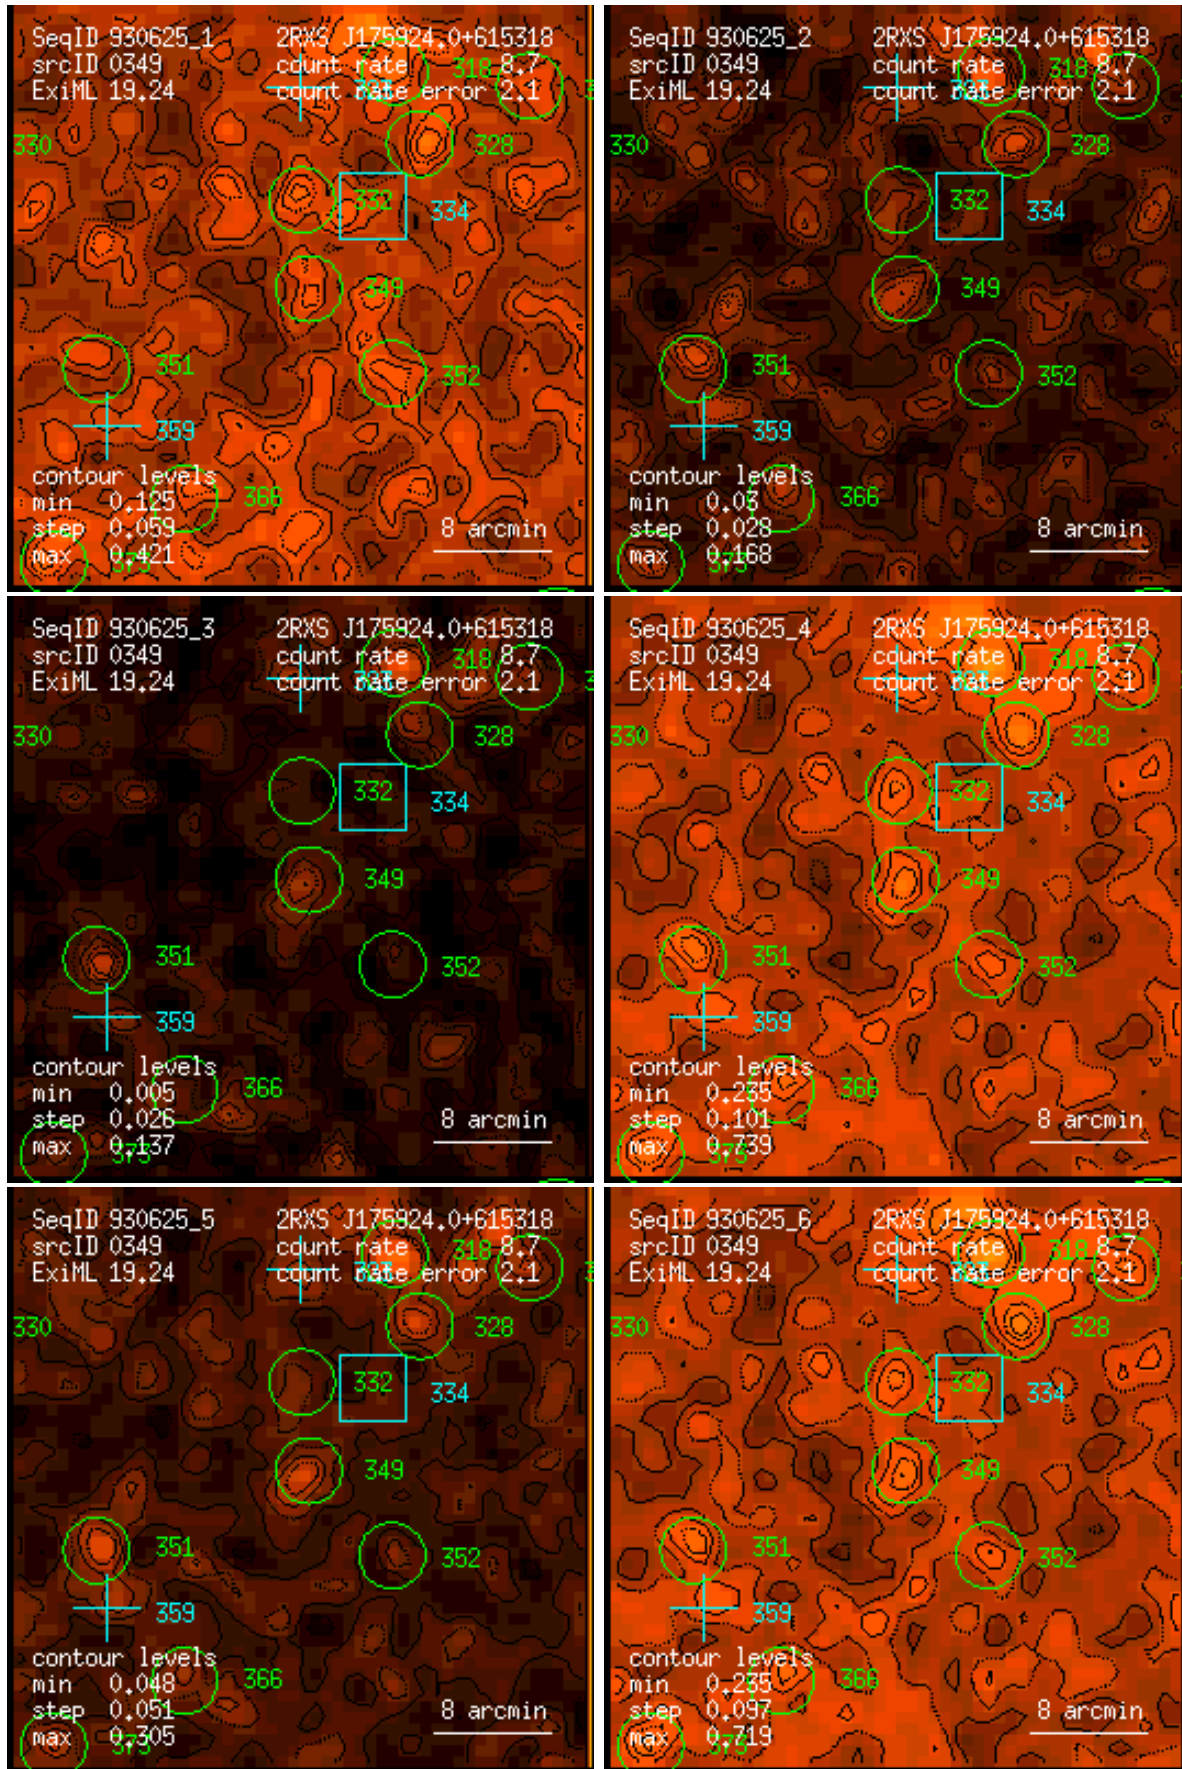 SeqID 930625_1 2RXS J175924.0+615318
srcID 0349 count rate 318 8.7
ExiML 19.24 count rate error 2.1
330 328
332 334
349
351 352
359
contour levels
min 0.125 366
step 0.059 8 arcmin
max 0.421 373
SeqID 930625_2 2RXS J175924.0+615318
srcID 0349 count rate 318 8.7
ExiML 19.24 count rate error 2.1
330 328
332 334
349
351 352
359
contour levels
min 0.03 366
step 0.028 8 arcmin
max 0.168 373
SeqID 930625_3 2RXS J175924.0+615318
srcID 0349 count rate 318 8.7
ExiML 19.24 count rate error 2.1
330 328
332 334
349
351 352
359
contour levels
min 0.005 366
step 0.026 8 arcmin
max 0.137 373
SeqID 930625_4 2RXS J175924.0+615318
srcID 0349 count rate 318 8.7
ExiML 19.24 count rate error 2.1
330 328
332 334
349
351 352
359
contour levels
min 0.235 366
step 0.101 8 arcmin
max 0.739 373
SeqID 930625_5 2RXS J175924.0+615318
srcID 0349 count rate 318 8.7
ExiML 19.24 count rate error 2.1
330 328
332 334
349
351 352
359
contour levels
min 0.048 366
step 0.051 8 arcmin
max 0.305 373
SeqID 930625_6 2RXS J175924.0+615318
srcID 0349 count rate 318 8.7
ExiML 19.24 count rate error 2.1
330 328
332 334
349
351 352
359
contour levels
min 0.235 366
step 0.097 8 arcmin
max 0.719 373